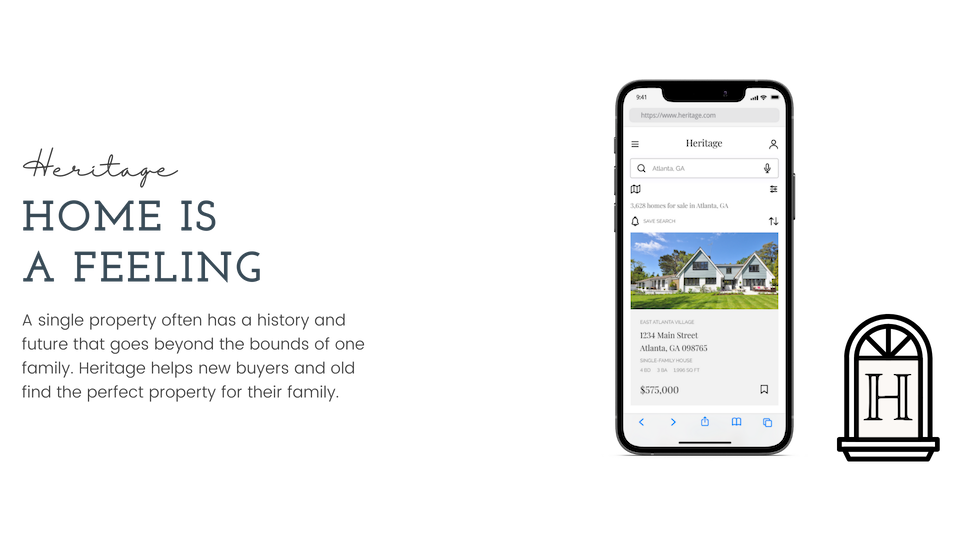 Heritage
HOME IS
A FEELING
A single property often has a history and
future that goes beyond the bounds of one
family. Heritage helps new buyers and old
find the perfect property for their family.
9:41
https://www.heritage.com
Heritage
Atlanta, GA
3,628 homes for sale in Atlanta, GA
SAVE SEARCH
EAST ATLANTA VILLAGE
1234 Main Street
Atlanta, GA 098765
SINGLE-FAMILY HOUSE
4 BD 3 BA 3,996 SQ FT
$575,000
H